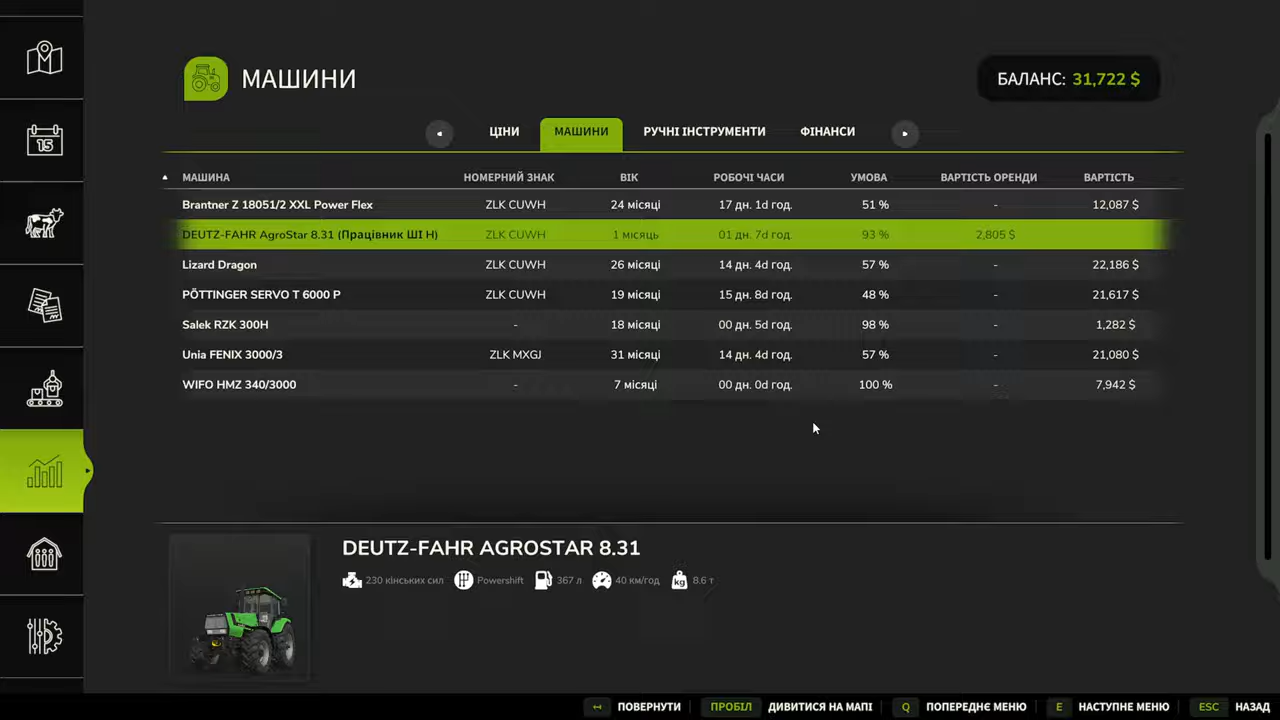 МАШИНИ
БАЛАНС: 31,722 $
ЦІНИ МАШИНИ РУЧНІ ІНСТРУМЕНТИ ФІНАНСИ
МАШИНА НОМЕРНИЙ ЗНАК ВІК РОБОЧІ ЧАСИ УМОВА ВАРТІСТЬ ОРЕНДИ ВАРТІСТЬ
Brantner Z 18051/2 XXL Power Flex ZLK CUWH 24 місяці 17 дн. 1d год. 51 % - 12,087 $
DEUTZ-FAHR AgroStar 8.31 (Працівник ШІ H) ZLK CUWH 1 місяць 01 дн. 7d год. 93 % 2,805 $
Lizard Dragon ZLK CUWH 26 місяці 14 дн. 4d год. 57 % - 22,186 $
PÖTTINGER SERVO T 6000 P ZLK CUWH 19 місяці 15 дн. 8d год. 48 % - 21,617 $
Salek RZK 300H - 18 місяці 00 дн. 5d год. 98 % - 1,282 $
Unia FENIX 3000/3 ZLK MXGJ 31 місяці 14 дн. 4d год. 57 % - 21,080 $
WIFO HMZ 340/3000 - 7 місяці 00 дн. 0d год. 100 % - 7,942 $
DEUTZ-FAHR AGROSTAR 8.31
230 кінських сил Powershift 367 л 40 км/год kg 8.6 т
15
ПОВЕРНУТИ ПРОБІЛ ДИВИТИСЯ НА МАПІ Q ПОПЕРЕДНЄ МЕНЮ E НАСТУПНЕ МЕНЮ ESC НАЗАД